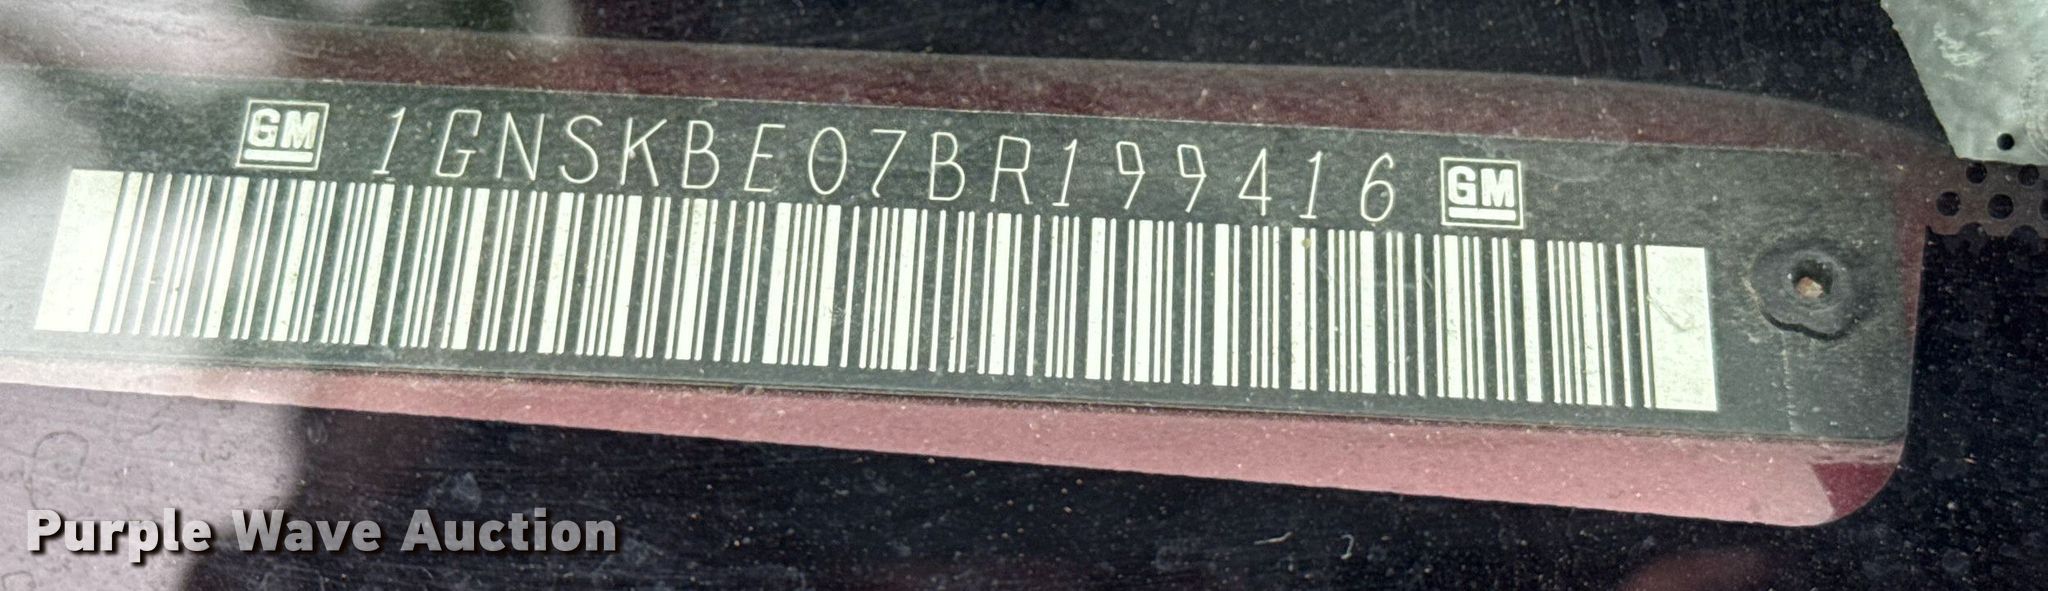 GM 1GNSKBE07BR199416 GM
Purple Wave Auction